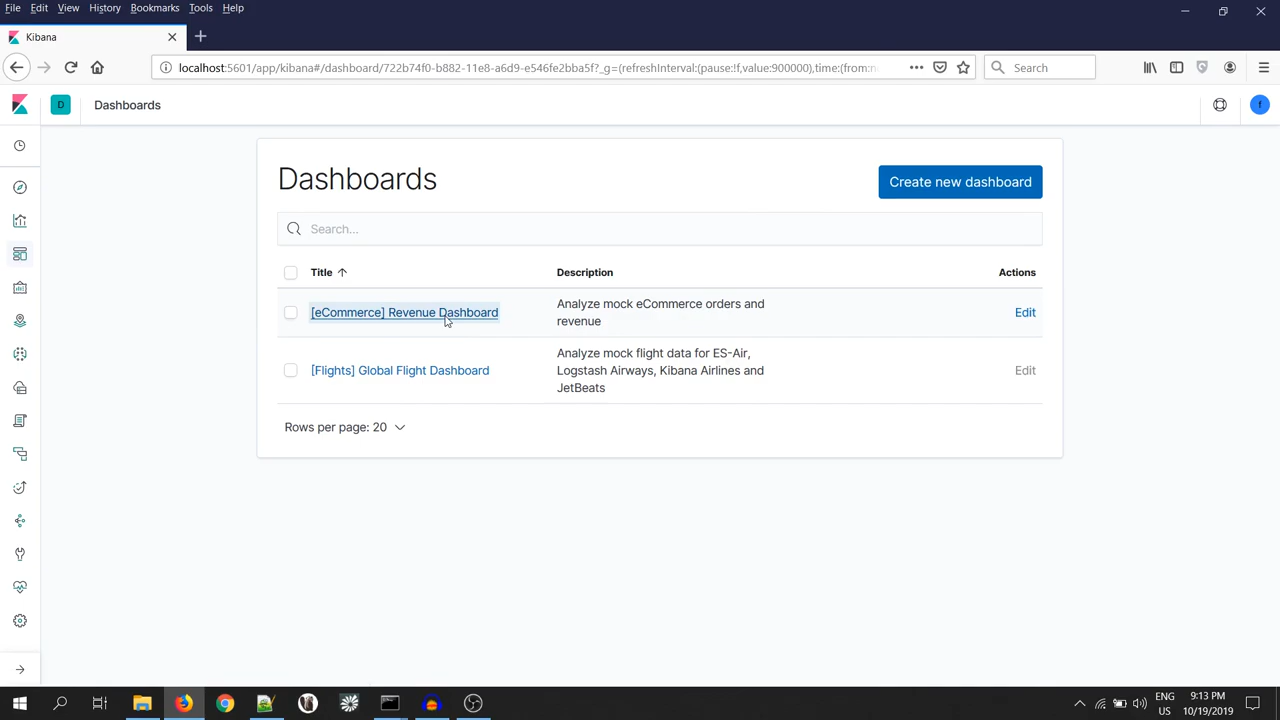 File Edit View History Bookmarks Tools Help
Kibana
localhost:5601/app/kibana#/dashboard/722b74f0-b882-11e8-a6d9-e546fe2bba5f?_g=(refreshInterval:(pause:!f,value:900000),time:(from:n
Search
D Dashboards
f
Dashboards
Create new dashboard
Search...
Title Description Actions
[eCommerce] Revenue Dashboard
Analyze mock eCommerce orders and
revenue
Edit
[Flights] Global Flight Dashboard
Analyze mock flight data for ES-Air,
Logstash Airways, Kibana Airlines and
JetBeats
Edit
Rows per page: 20
ENG
US
9:13 PM
10/19/2019